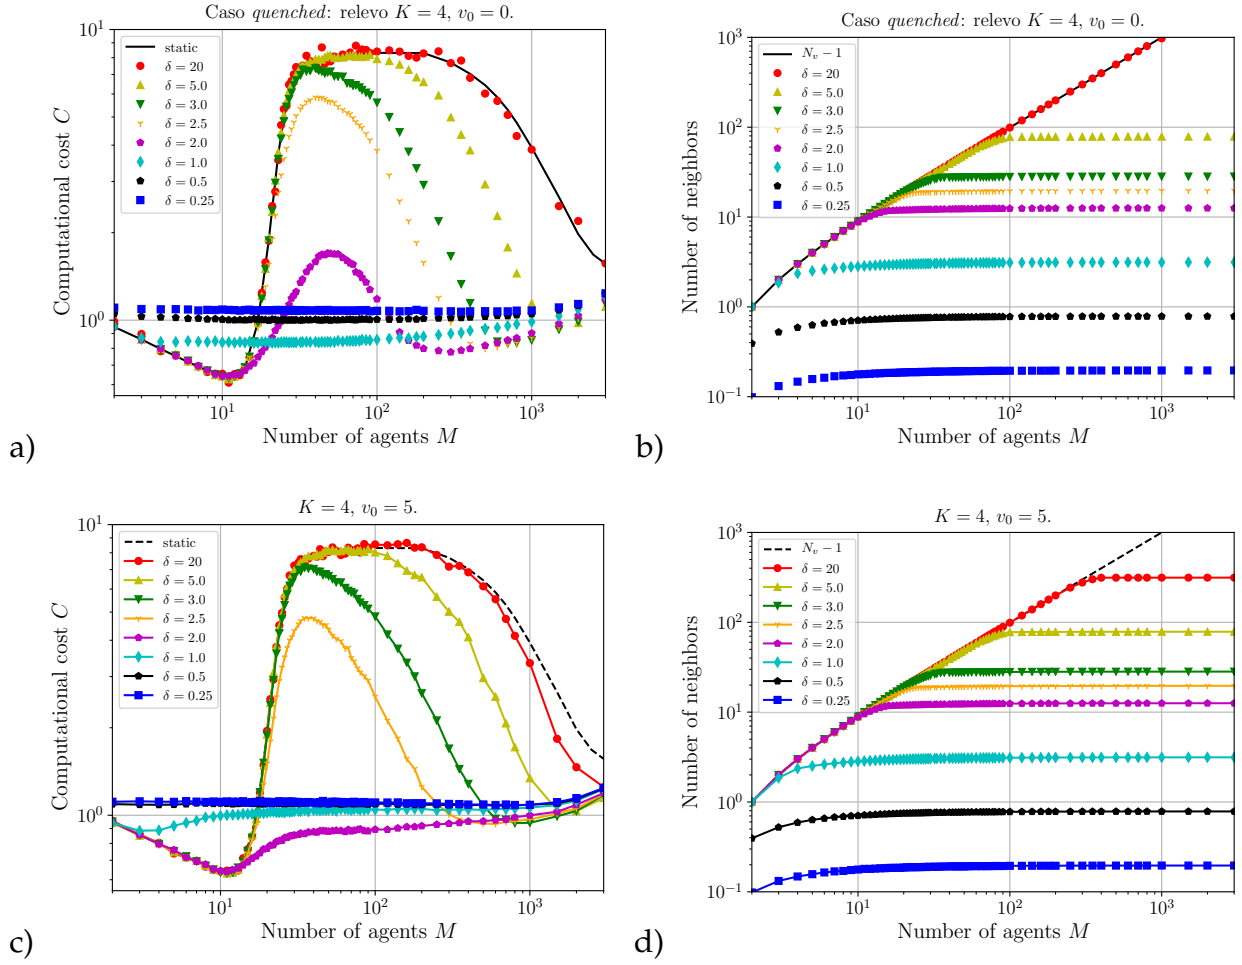 Caso quenched: relevo K = 4, v₀ = 0.
Computational cost C
10¹
10⁰
static
δ = 20
δ = 5.0
δ = 3.0
δ = 2.5
δ = 2.0
δ = 1.0
δ = 0.5
δ = 0.25
10¹ 10² 10³
Number of agents M
a)
Caso quenched: relevo K = 4, v₀ = 0.
Number of neighbors
10³
10²
10¹
10⁰
10⁻¹
Nᵥ − 1
δ = 20
δ = 5.0
δ = 3.0
δ = 2.5
δ = 2.0
δ = 1.0
δ = 0.5
δ = 0.25
10¹ 10² 10³
Number of agents M
b)
K = 4, v₀ = 5.
Computational cost C
10¹
10⁰
static
δ = 20
δ = 5.0
δ = 3.0
δ = 2.5
δ = 2.0
δ = 1.0
δ = 0.5
δ = 0.25
10¹ 10² 10³
Number of agents M
c)
K = 4, v₀ = 5.
Number of neighbors
10³
10²
10¹
10⁰
10⁻¹
Nᵥ − 1
δ = 20
δ = 5.0
δ = 3.0
δ = 2.5
δ = 2.0
δ = 1.0
δ = 0.5
δ = 0.25
10¹ 10² 10³
Number of agents M
d)